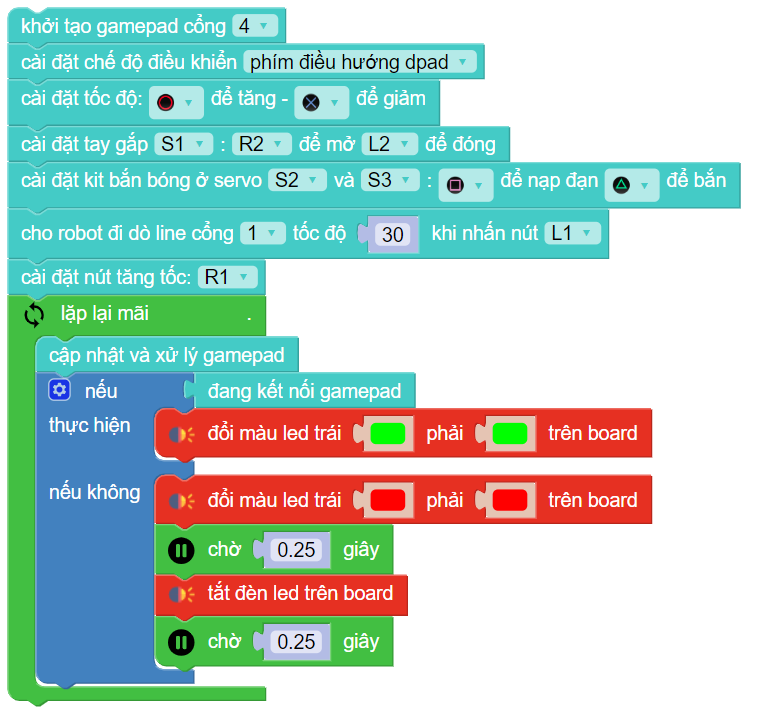 khởi tạo gamepad cổng 4
cài đặt chế độ điều khiển phím điều hướng dpad
cài đặt tốc độ: để tăng - để giảm
cài đặt tay gắp S1 : R2 để mở L2 để đóng
cài đặt kit bắn bóng ở servo S2 và S3 : để nạp đạn để bắn
cho robot đi dò line cổng 1 tốc độ 30 khi nhấn nút L1
cài đặt nút tăng tốc: R1
lặp lại mãi .
cập nhật và xử lý gamepad
nếu đang kết nối gamepad
thực hiện đổi màu led trái phải trên board
nếu không đổi màu led trái phải trên board
chờ 0.25 giây
tắt đèn led trên board
chờ 0.25 giây